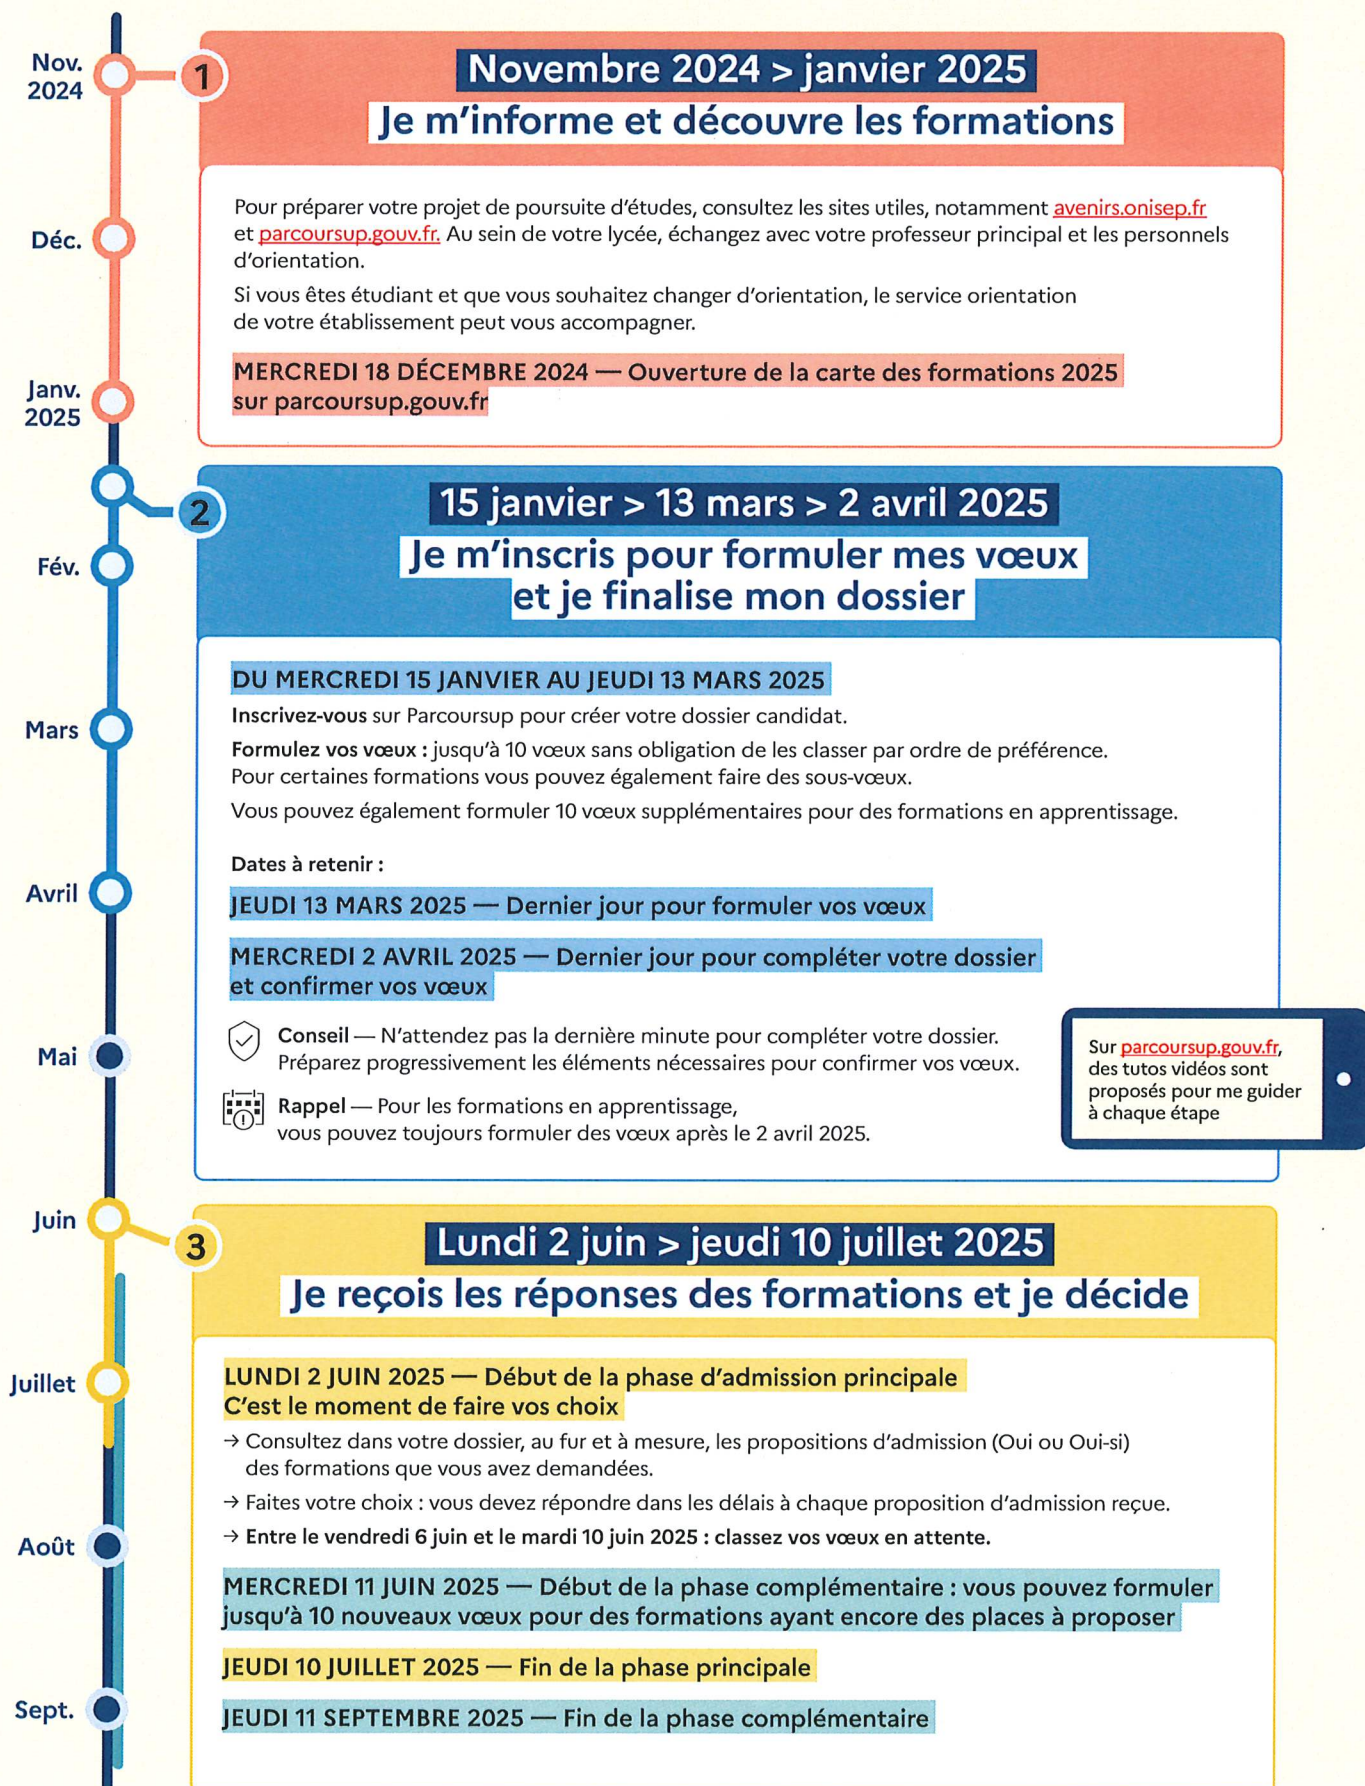 Nov.
2024
1
Novembre 2024 > janvier 2025
Je m'informe et découvre les formations
Pour préparer votre projet de poursuite d'études, consultez les sites utiles, notamment avenirs.onisep.fr
et parcoursup.gouv.fr. Au sein de votre lycée, échangez avec votre professeur principal et les personnels
d'orientation.
Si vous êtes étudiant et que vous souhaitez changer d'orientation, le service orientation
de votre établissement peut vous accompagner.
MERCREDI 18 DÉCEMBRE 2024 — Ouverture de la carte des formations 2025
sur parcoursup.gouv.fr
Déc.
Janv.
2025
2
15 janvier > 13 mars > 2 avril 2025
Je m'inscris pour formuler mes vœux
et je finalise mon dossier
Fév.
DU MERCREDI 15 JANVIER AU JEUDI 13 MARS 2025
Inscrivez-vous sur Parcoursup pour créer votre dossier candidat.
Formulez vos vœux : jusqu'à 10 vœux sans obligation de les classer par ordre de préférence.
Pour certaines formations vous pouvez également faire des sous-vœux.
Vous pouvez également formuler 10 vœux supplémentaires pour des formations en apprentissage.
Mars
Dates à retenir :
JEUDI 13 MARS 2025 — Dernier jour pour formuler vos vœux
MERCREDI 2 AVRIL 2025 — Dernier jour pour compléter votre dossier
et confirmer vos vœux
Avril
Conseil — N'attendez pas la dernière minute pour compléter votre dossier.
Préparez progressivement les éléments nécessaires pour confirmer vos vœux.
Rappel — Pour les formations en apprentissage,
vous pouvez toujours formuler des vœux après le 2 avril 2025.
Mai
Sur parcoursup.gouv.fr,
des tutos vidéos sont
proposés pour me guider
à chaque étape
Juin
3
Lundi 2 juin > jeudi 10 juillet 2025
Je reçois les réponses des formations et je décide
Juillet
LUNDI 2 JUIN 2025 — Début de la phase d'admission principale
C'est le moment de faire vos choix
→ Consultez dans votre dossier, au fur et à mesure, les propositions d'admission (Oui ou Oui-si)
des formations que vous avez demandées.
→ Faites votre choix : vous devez répondre dans les délais à chaque proposition d'admission reçue.
→ Entre le vendredi 6 juin et le mardi 10 juin 2025 : classez vos vœux en attente.
Août
MERCREDI 11 JUIN 2025 — Début de la phase complémentaire : vous pouvez formuler
jusqu'à 10 nouveaux vœux pour des formations ayant encore des places à proposer
JEUDI 10 JUILLET 2025 — Fin de la phase principale
Sept.
JEUDI 11 SEPTEMBRE 2025 — Fin de la phase complémentaire